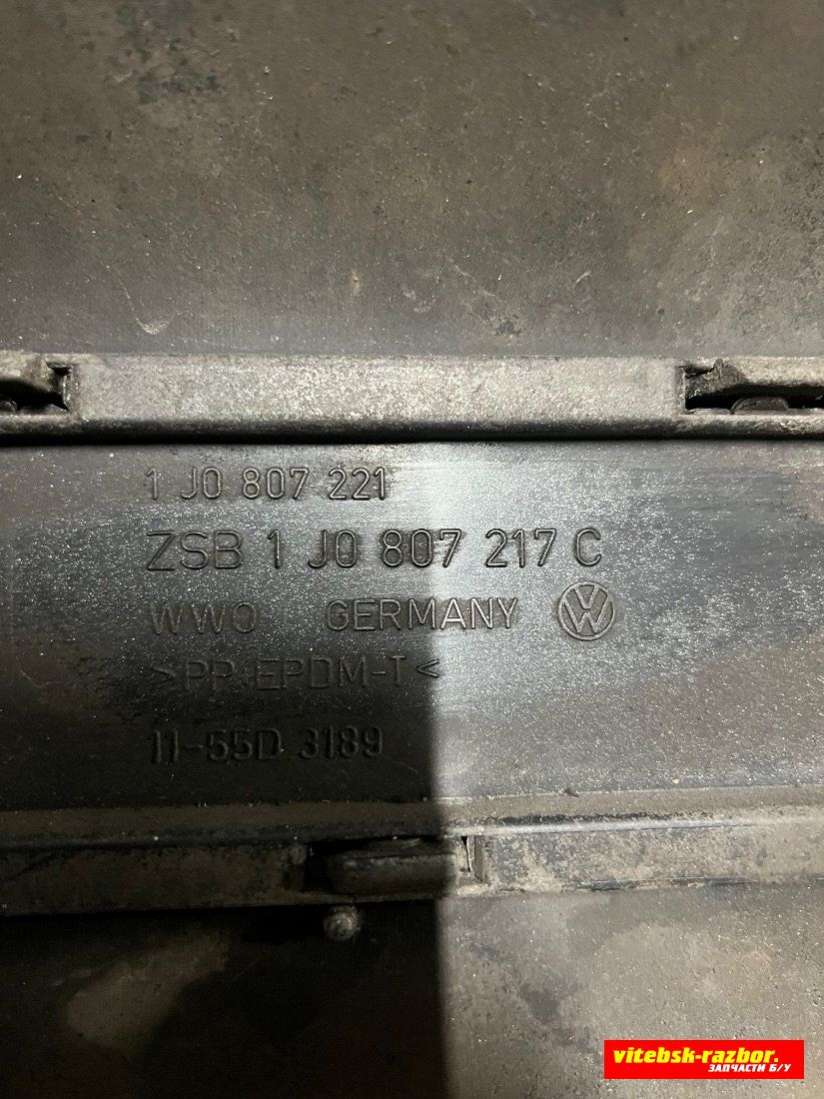 1 J0 807 221
ZSB 1 J0 807 217 C
WWO GERMANY VW
>PP/EPDM-T<
11-55D 3189
vitebsk-razbor.
ЗАПЧАСТИ Б/У